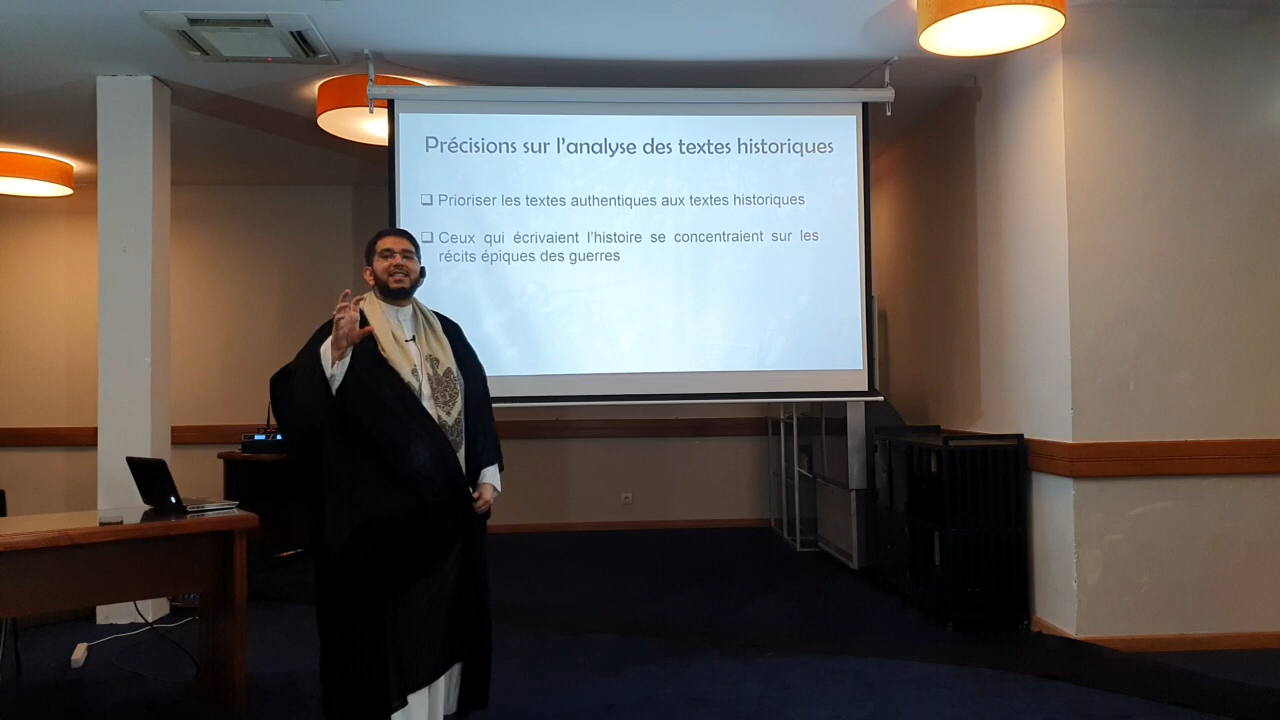 Précisions sur l'analyse des textes historiques
❑ Prioriser les textes authentiques aux textes historiques
❑ Ceux qui écrivaient l'histoire se concentraient sur les
récits épiques des guerres